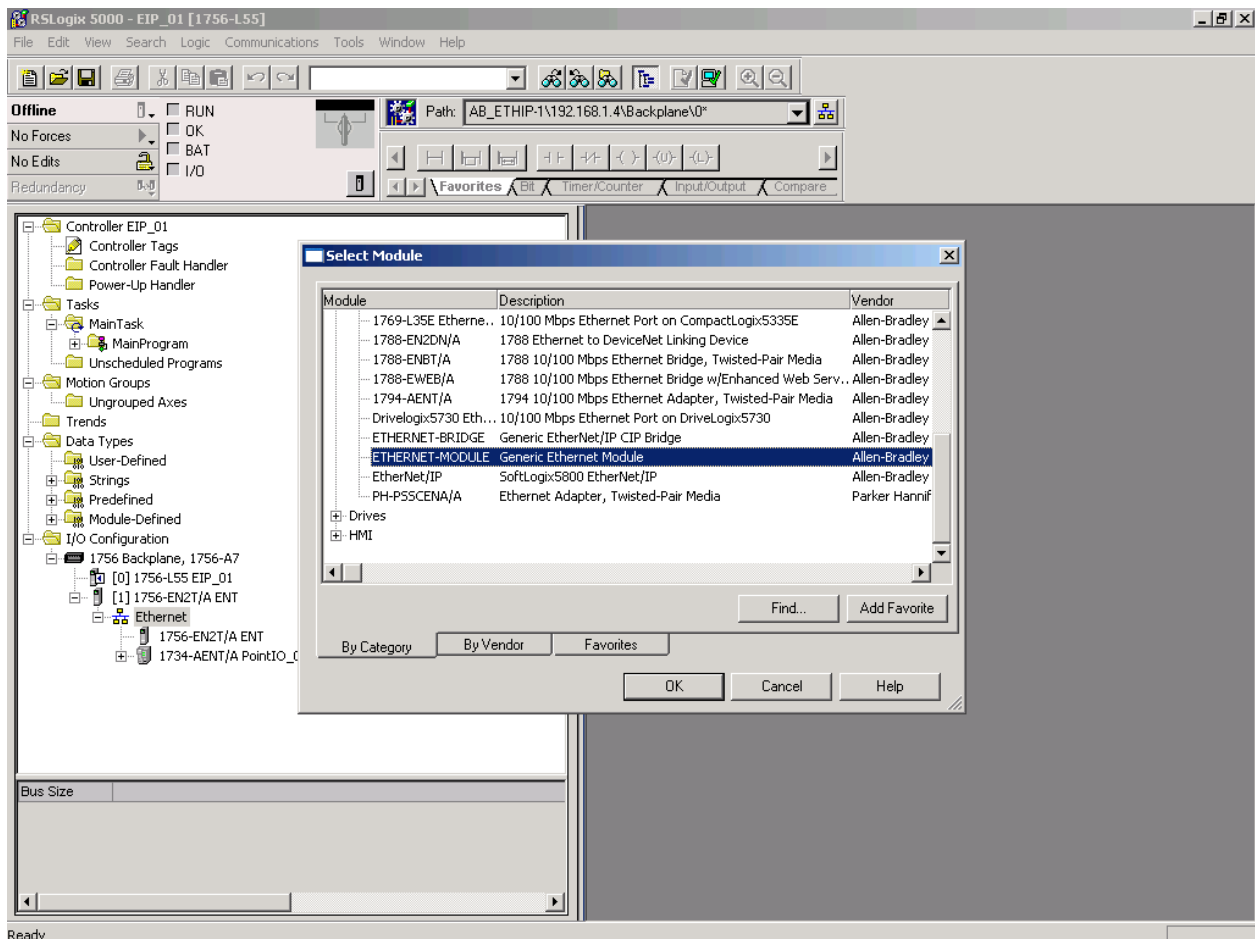 RSLogix 5000 - EIP_01 [1756-L55]
File Edit View Search Logic Communications Tools Window Help
Offline
RUN
OK
BAT
I/O
No Forces
No Edits
Redundancy
Path: AB_ETHIP-1\192.168.1.4\Backplane\0*
Favorites Bit Timer/Counter Input/Output Compare
Controller EIP_01
Controller Tags
Controller Fault Handler
Power-Up Handler
Tasks
MainTask
MainProgram
Unscheduled Programs
Motion Groups
Ungrouped Axes
Trends
Data Types
User-Defined
Strings
Predefined
Module-Defined
I/O Configuration
1756 Backplane, 1756-A7
[0] 1756-L55 EIP_01
[1] 1756-EN2T/A ENT
Ethernet
1756-EN2T/A ENT
1734-AENT/A PointIO_0
Select Module
Module Description Vendor
1769-L35E Etherne.. 10/100 Mbps Ethernet Port on CompactLogix5335E Allen-Bradley
1788-EN2DN/A 1788 Ethernet to DeviceNet Linking Device Allen-Bradley
1788-ENBT/A 1788 10/100 Mbps Ethernet Bridge, Twisted-Pair Media Allen-Bradley
1788-EWEB/A 1788 10/100 Mbps Ethernet Bridge w/Enhanced Web Serv.. Allen-Bradley
1794-AENT/A 1794 10/100 Mbps Ethernet Adapter, Twisted-Pair Media Allen-Bradley
Drivelogix5730 Eth... 10/100 Mbps Ethernet Port on DriveLogix5730 Allen-Bradley
ETHERNET-BRIDGE Generic EtherNet/IP CIP Bridge Allen-Bradley
ETHERNET-MODULE Generic Ethernet Module Allen-Bradley
EtherNet/IP SoftLogix5800 EtherNet/IP Allen-Bradley
PH-PSSCENA/A Ethernet Adapter, Twisted-Pair Media Parker Hannif
Drives
HMI
Find... Add Favorite
By Category By Vendor Favorites
OK Cancel Help
Bus Size
Ready